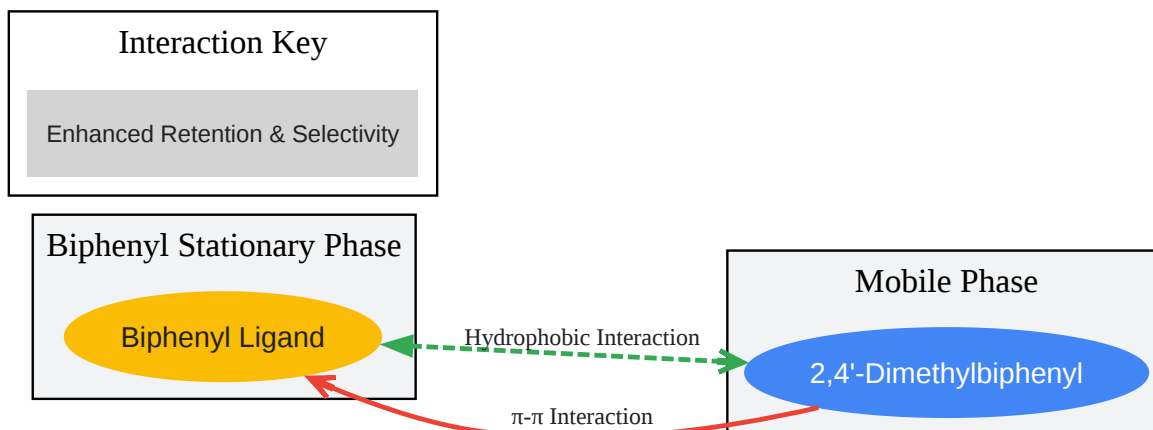 Interaction Key
Enhanced Retention & Selectivity
Biphenyl Stationary Phase
Biphenyl Ligand
Hydrophobic Interaction
π-π Interaction
Mobile Phase
2,4'-Dimethylbiphenyl